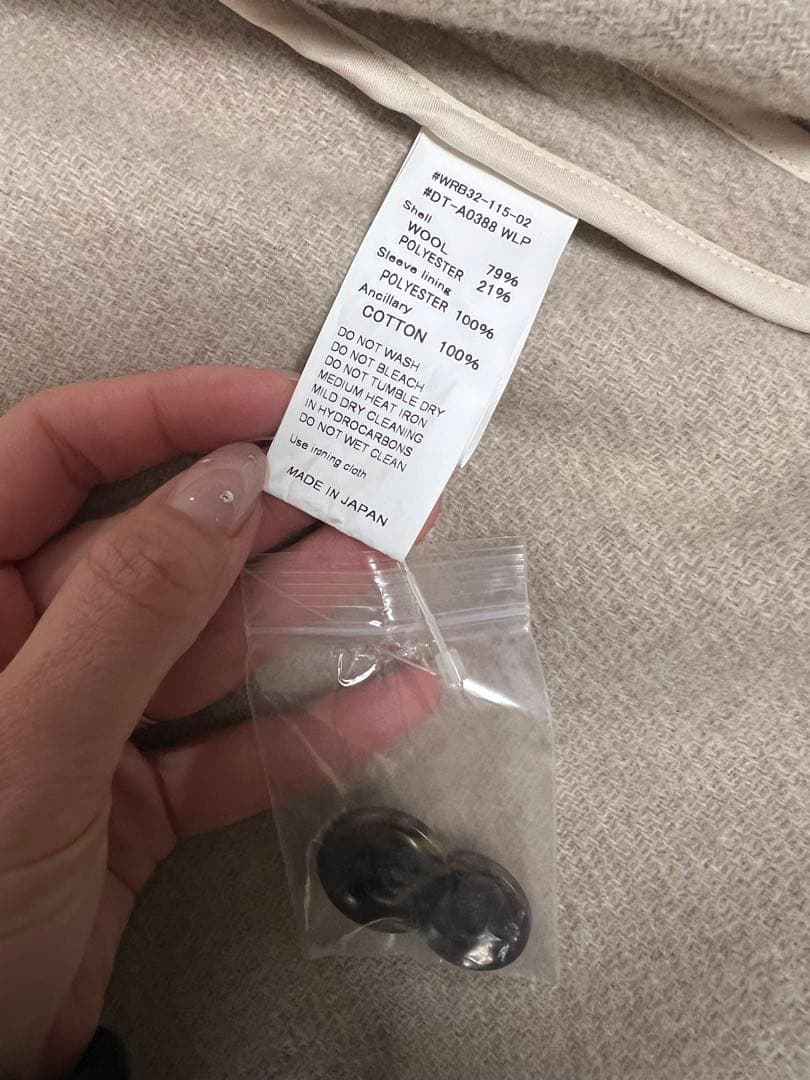 #WRB32-115-02
#DT-A0388 WLP
Shell
WOOL 79%
POLYESTER 21%
Sleeve lining
POLYESTER 100%
Ancillary
COTTON 100%
DO NOT WASH
DO NOT BLEACH
DO NOT TUMBLE DRY
MEDIUM HEAT IRON
MILD DRY CLEANING
IN HYDROCARBONS
DO NOT WET CLEAN
Use ironing cloth
MADE IN JAPAN